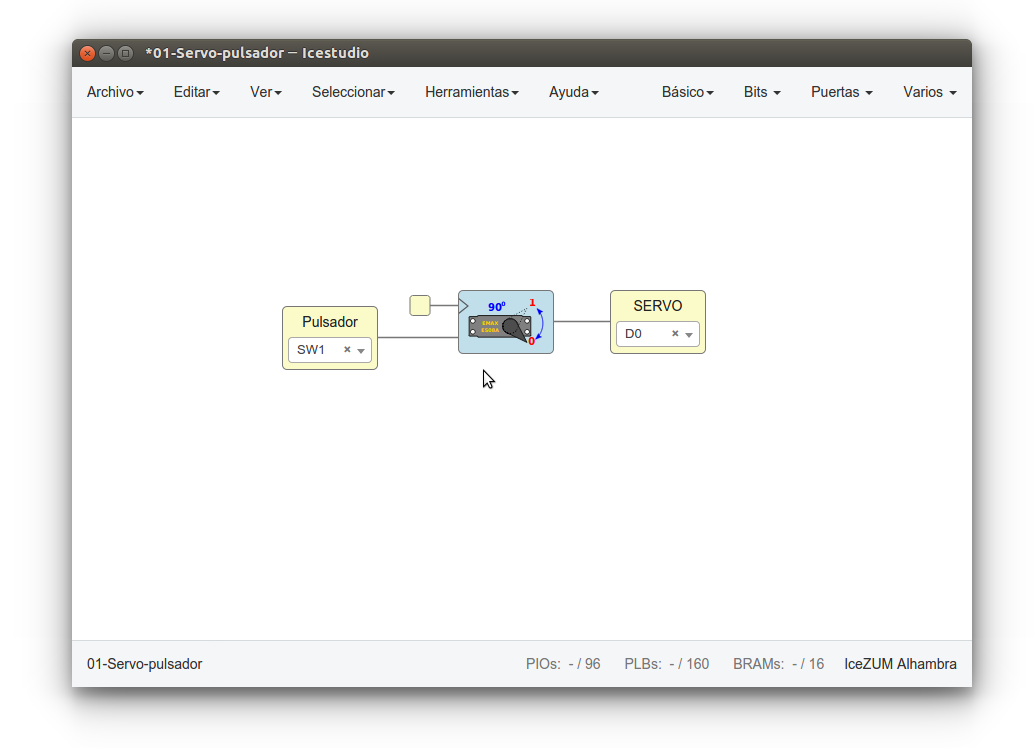 *01-Servo-pulsador — Icestudio
Archivo Editar Ver Seleccionar Herramientas Ayuda Básico Bits Puertas Varios
Pulsador
SW1 ×
90º 1
EMAX
ES08A
0
SERVO
D0 ×
01-Servo-pulsador PIOs: - / 96 PLBs: - / 160 BRAMs: - / 16 IceZUM Alhambra